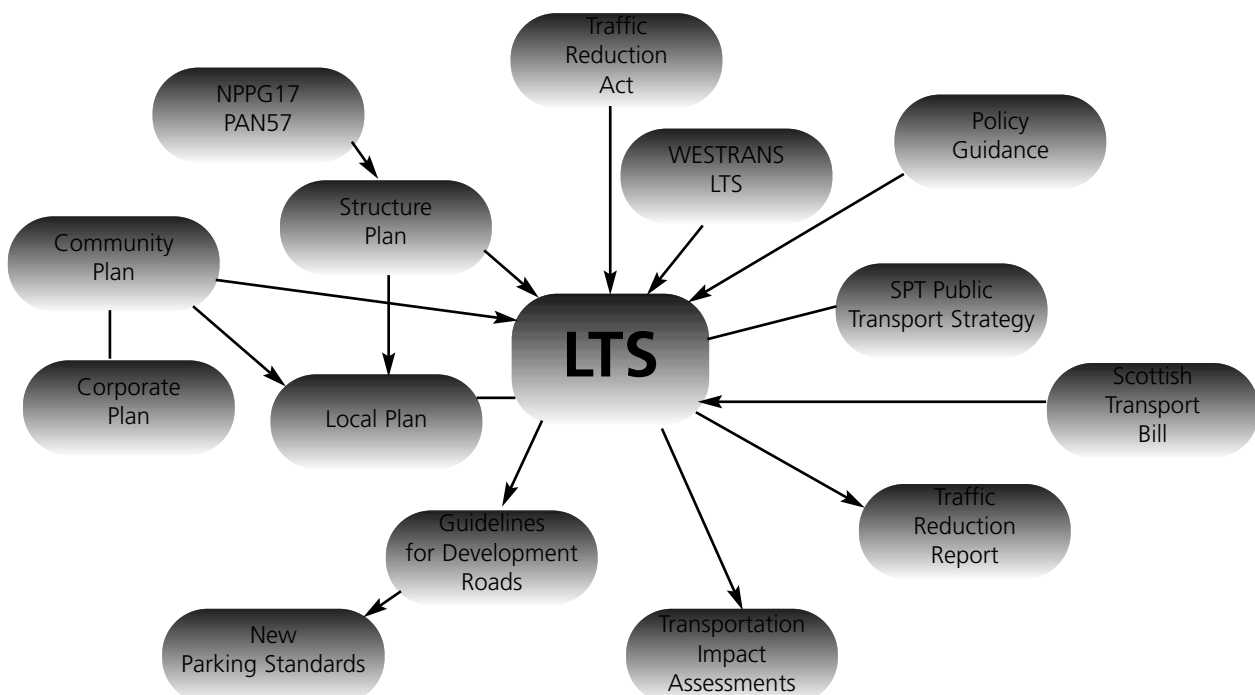 Traffic
Reduction
Act
NPPG17
PAN57
Policy
Guidance
WESTRANS
LTS
Structure
Plan
Community
Plan
SPT Public
Transport Strategy
LTS
Corporate
Plan
Local Plan
Scottish
Transport
Bill
Traffic
Reduction
Report
Guidelines
for Development
Roads
New
Parking Standards
Transportation
Impact
Assessments